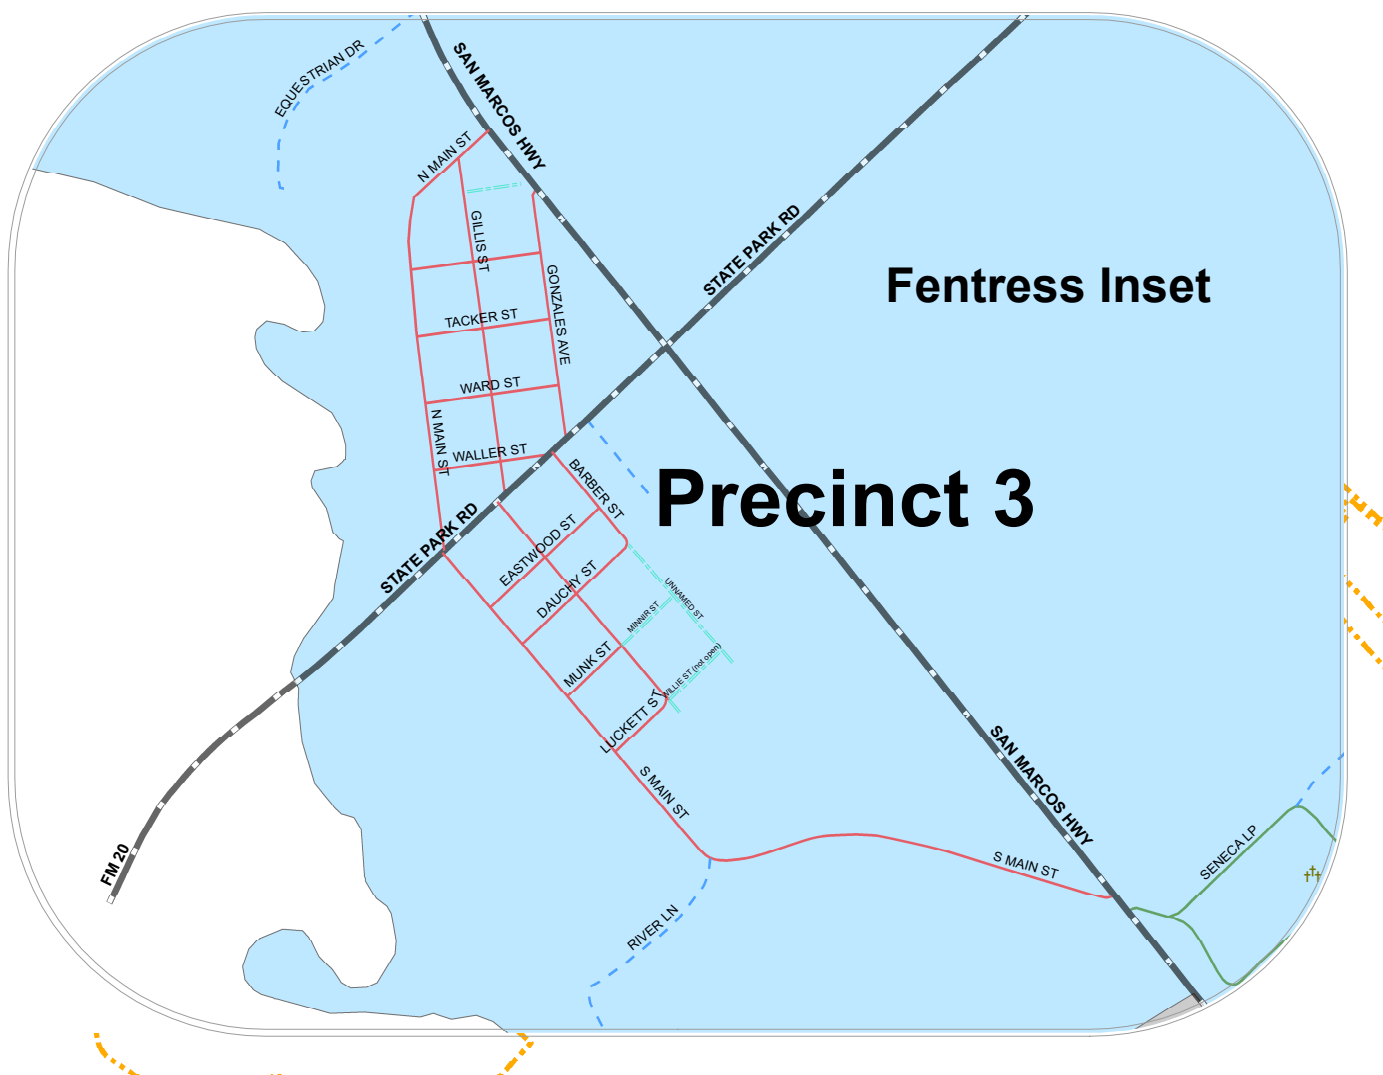 EQUESTRIAN DR
SAN MARCOS HWY
N MAIN ST
GILLIS ST
STATE PARK RD
Fentress Inset
GONZALES AVE
TACKER ST
WARD ST
N MAIN ST
WALLER ST
BARBER ST
Precinct 3
STATE PARK RD
EASTWOOD ST
DAUCHY ST
UNNAMED ST
MINNIR ST
MUNK ST
WILLIE ST (not open)
LUCKETT ST
S MAIN ST
SAN MARCOS HWY
FM 20
S MAIN ST
SENECA LP
RIVER LN